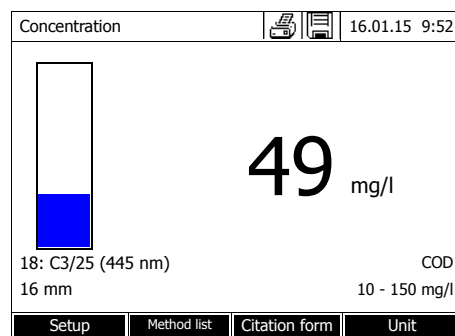 Concentration 16.01.15 9:52
49 mg/l
18: C3/25 (445 nm) COD
16 mm 10 - 150 mg/l
Setup Method list Citation form Unit